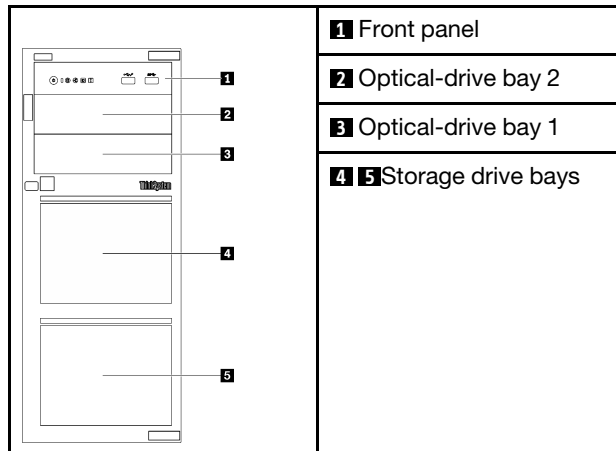 1
2
3
ThinkSystem
4
5
1 Front panel
2 Optical-drive bay 2
3 Optical-drive bay 1
4 5 Storage drive bays